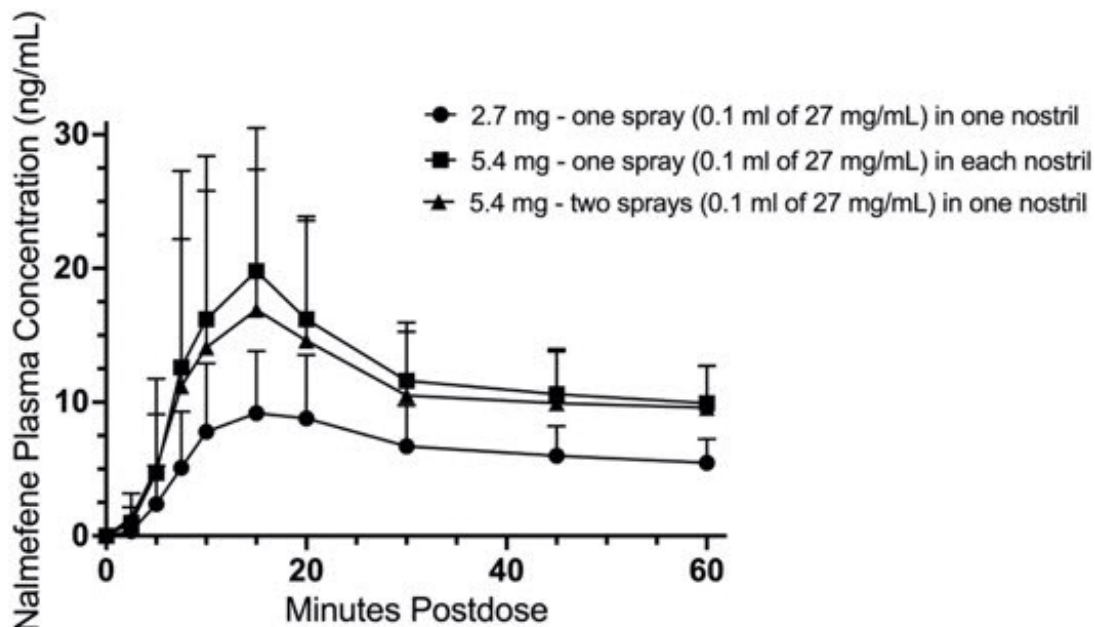 Nalmefene Plasma Concentration (ng/mL)
30
20
10
0
2.7 mg - one spray (0.1 ml of 27 mg/mL) in one nostril
5.4 mg - one spray (0.1 ml of 27 mg/mL) in each nostril
5.4 mg - two sprays (0.1 ml of 27 mg/mL) in one nostril
0 20 40 60
Minutes Postdose